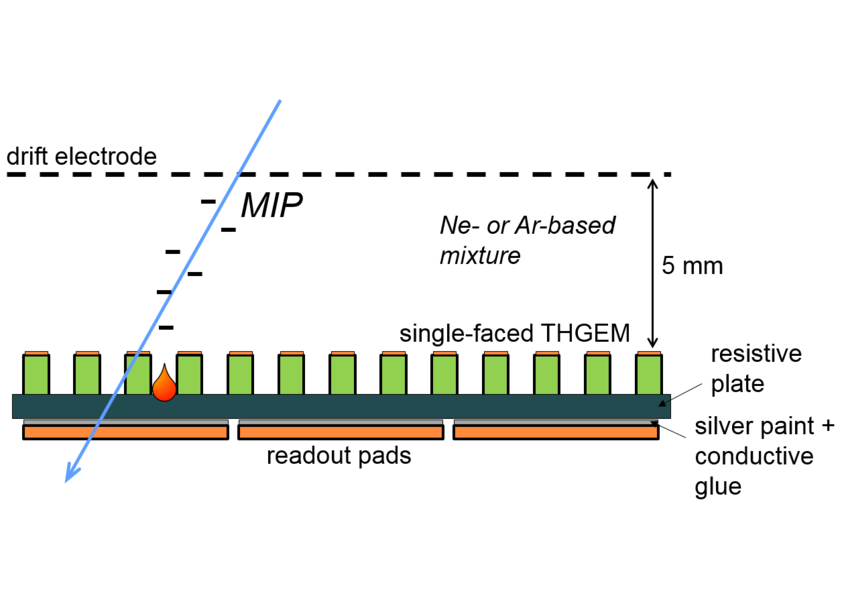 drift electrode
MIP
Ne- or Ar-based
mixture
5 mm
single-faced THGEM
resistive
plate
silver paint +
conductive
glue
readout pads